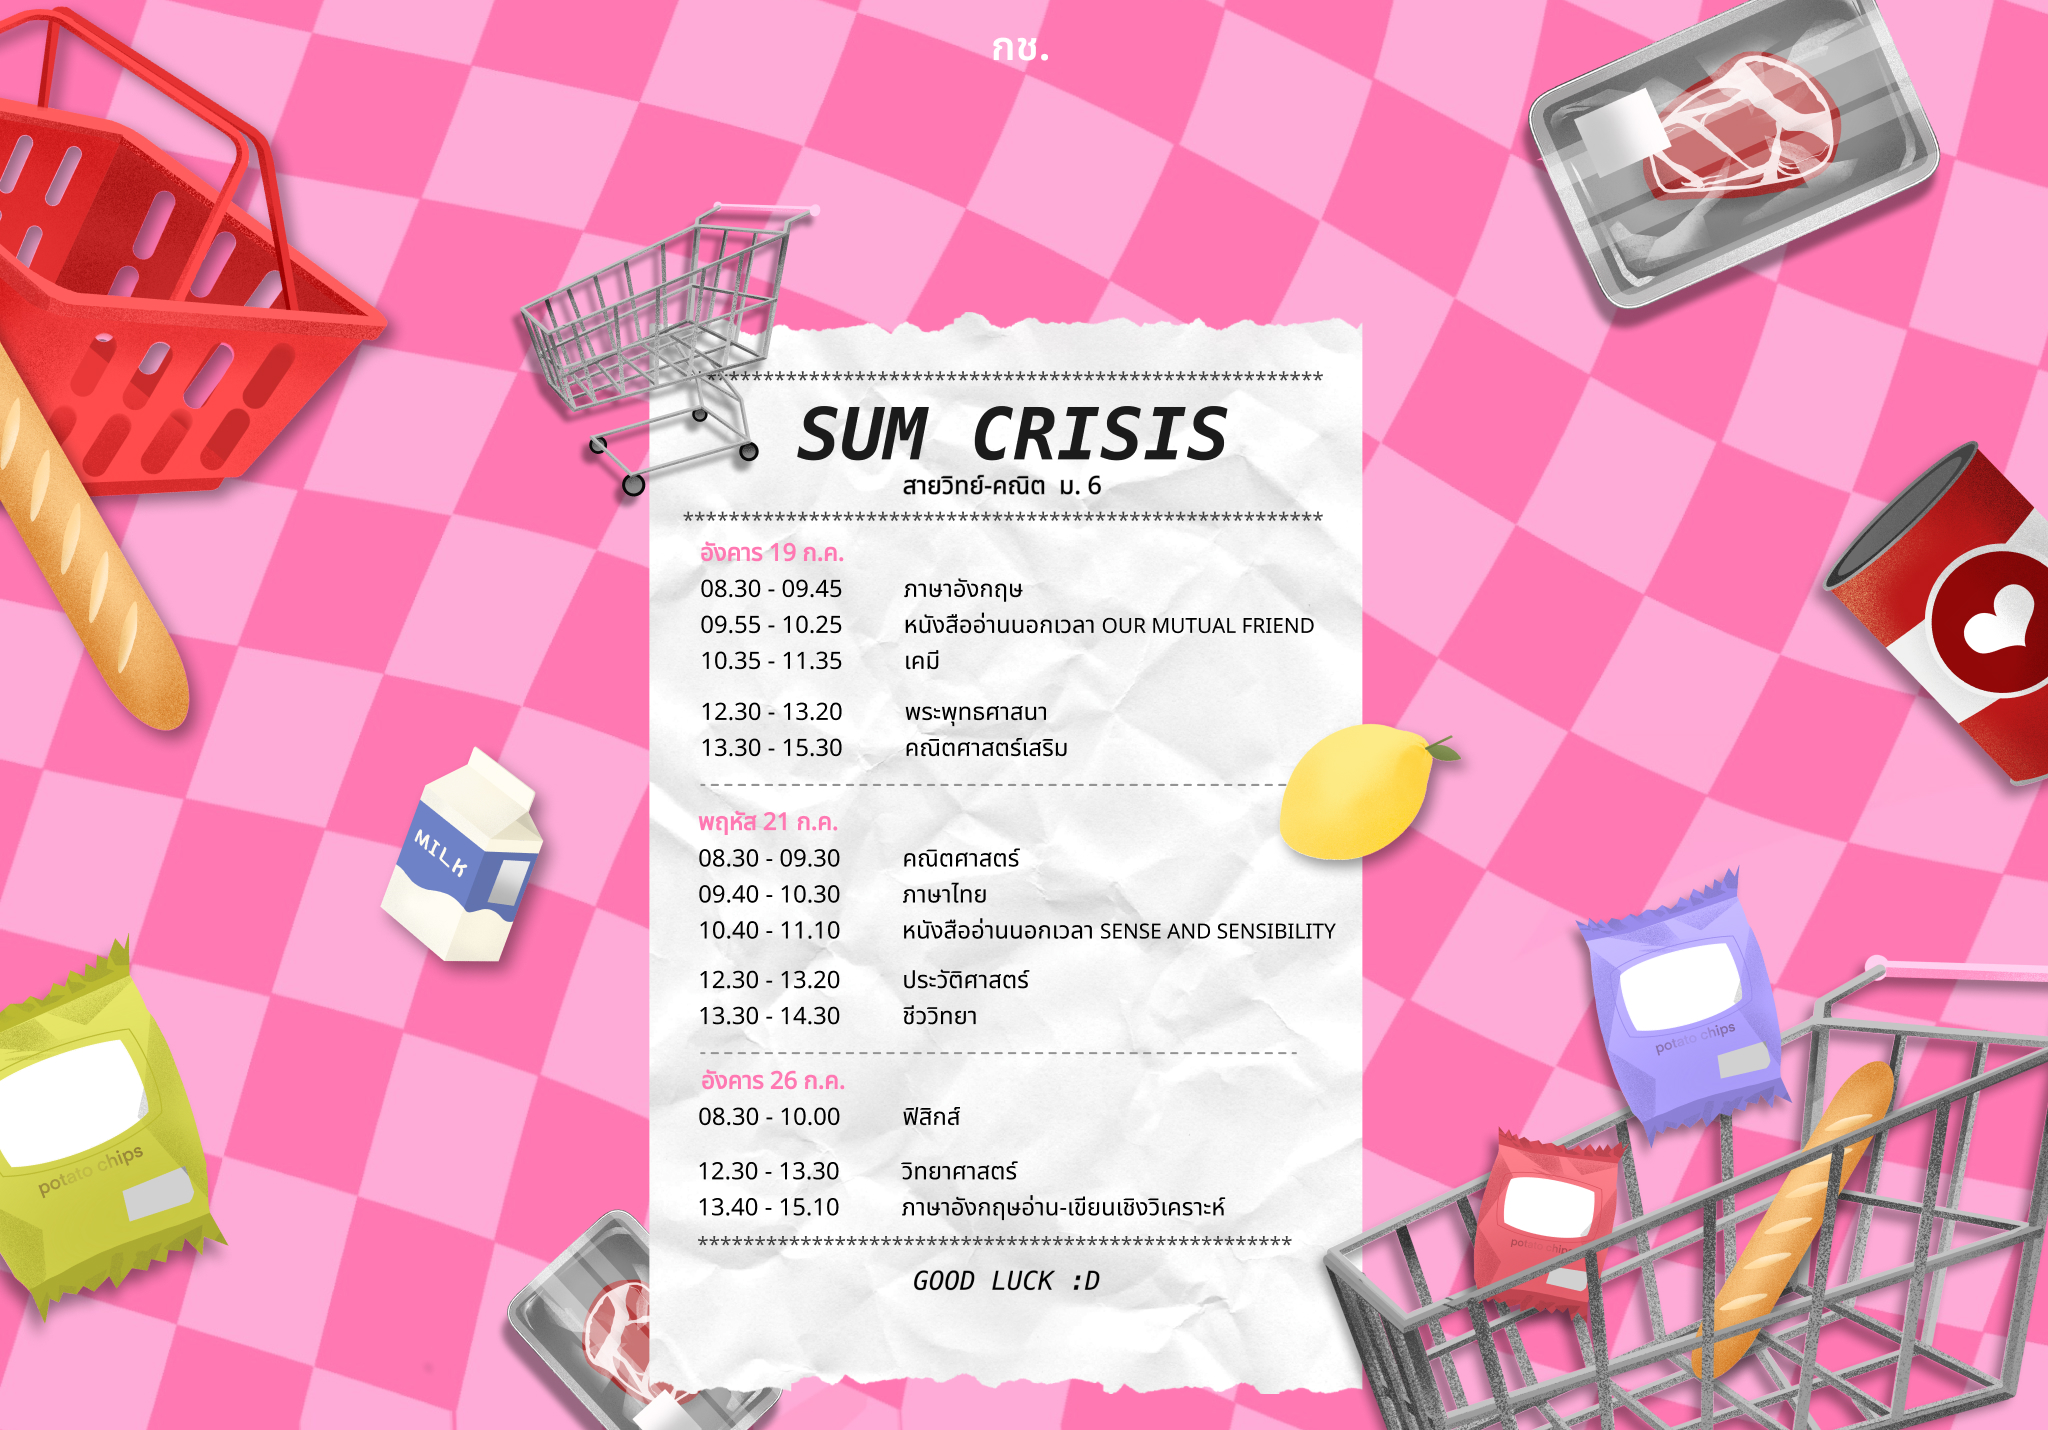 กช.
*******************************************************
SUM CRISIS
สายวิทย์-คณิต ม. 6
********************************************************
อังคาร 19 ก.ค.
08.30 - 09.45 ภาษาอังกฤษ
09.55 - 10.25 หนังสืออ่านนอกเวลา OUR MUTUAL FRIEND
10.35 - 11.35 เคมี
12.30 - 13.20 พระพุทธศาสนา
13.30 - 15.30 คณิตศาสตร์เสริม
พฤหัส 21 ก.ค.
08.30 - 09.30 คณิตศาสตร์
09.40 - 10.30 ภาษาไทย
10.40 - 11.10 หนังสืออ่านนอกเวลา SENSE AND SENSIBILITY
12.30 - 13.20 ประวัติศาสตร์
13.30 - 14.30 ชีววิทยา
อังคาร 26 ก.ค.
08.30 - 10.00 ฟิสิกส์
12.30 - 13.30 วิทยาศาสตร์
13.40 - 15.10 ภาษาอังกฤษอ่าน-เขียนเชิงวิเคราะห์
****************************************************
GOOD LUCK :D
MILK
potato chips
potato chips
potato chips